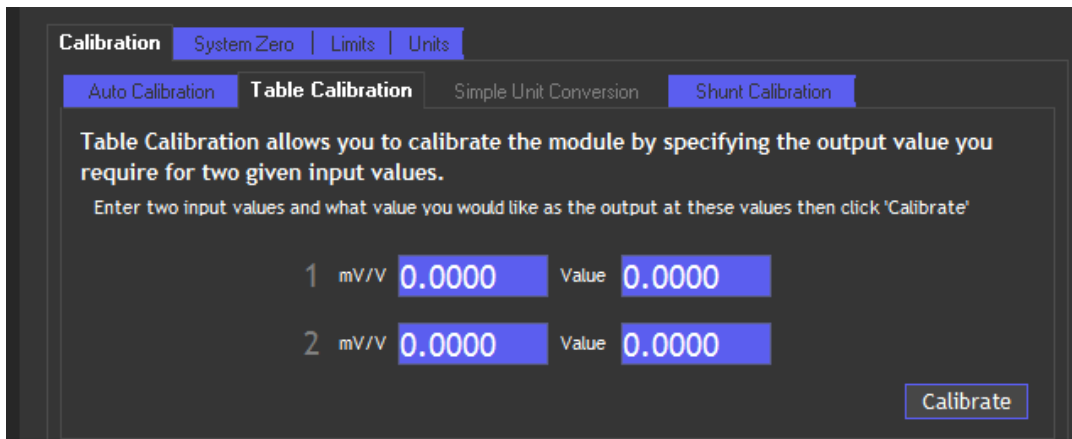 Calibration System Zero Limits Units
Auto Calibration Table Calibration Simple Unit Conversion Shunt Calibration
Table Calibration allows you to calibrate the module by specifying the output value you
require for two given input values.
Enter two input values and what value you would like as the output at these values then click 'Calibrate'
1 mV/V 0.0000 Value 0.0000
2 mV/V 0.0000 Value 0.0000
Calibrate